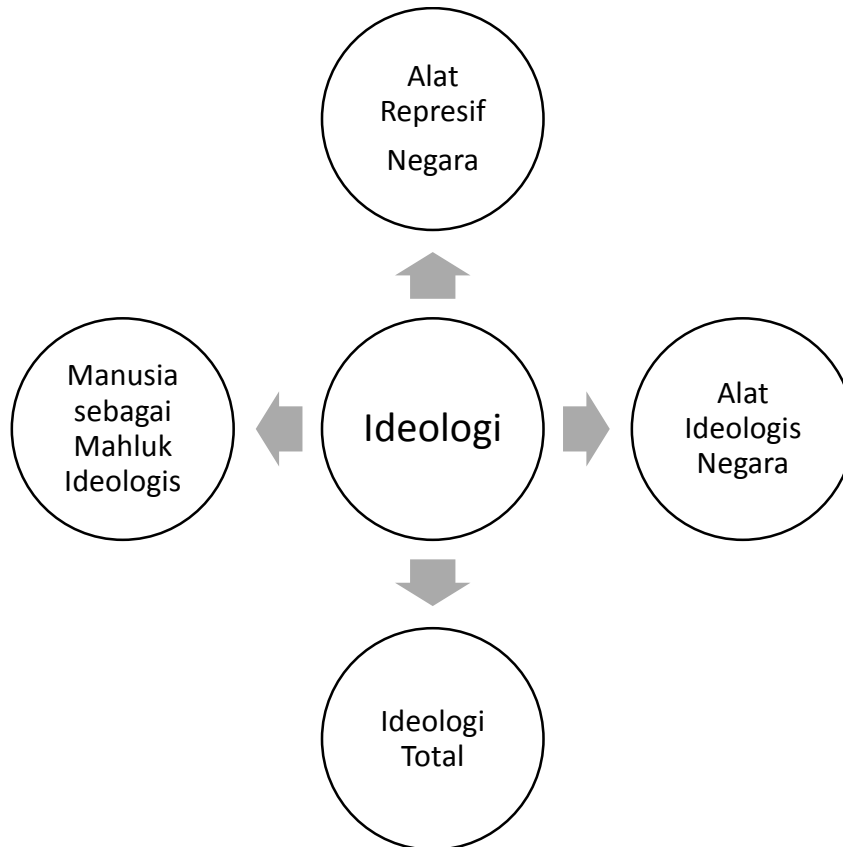 Alat
Represif
Negara
Manusia
sebagai
Mahluk
Ideologis
Ideologi
Alat
Ideologis
Negara
Ideologi
Total